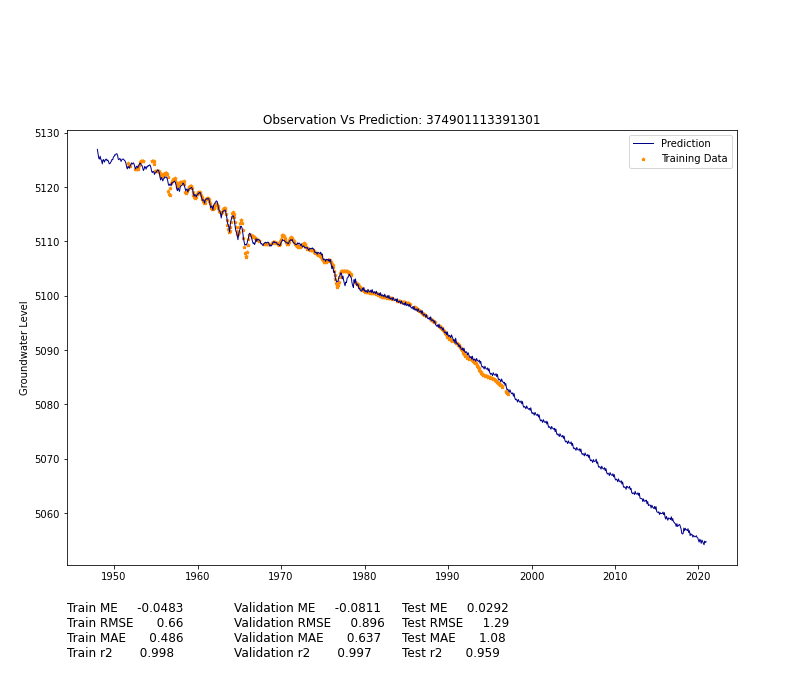 Observation Vs Prediction: 374901113391301
Prediction
Training Data
5130
5120
5110
5100
5090
5080
5070
5060
Groundwater Level
1950 1960 1970 1980 1990 2000 2010 2020
Train ME -0.0483 Validation ME -0.0811 Test ME 0.0292
Train RMSE 0.66 Validation RMSE 0.896 Test RMSE 1.29
Train MAE 0.486 Validation MAE 0.637 Test MAE 1.08
Train r2 0.998 Validation r2 0.997 Test r2 0.959